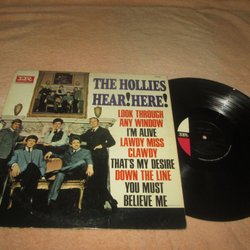 THE HOLLIES
HEAR! HERE!
LOOK THROUGH
ANY WINDOW
I'M ALIVE
LAWDY MISS
CLAWDY
THAT'S MY DESIRE
DOWN THE LINE
YOU MUST
BELIEVE ME